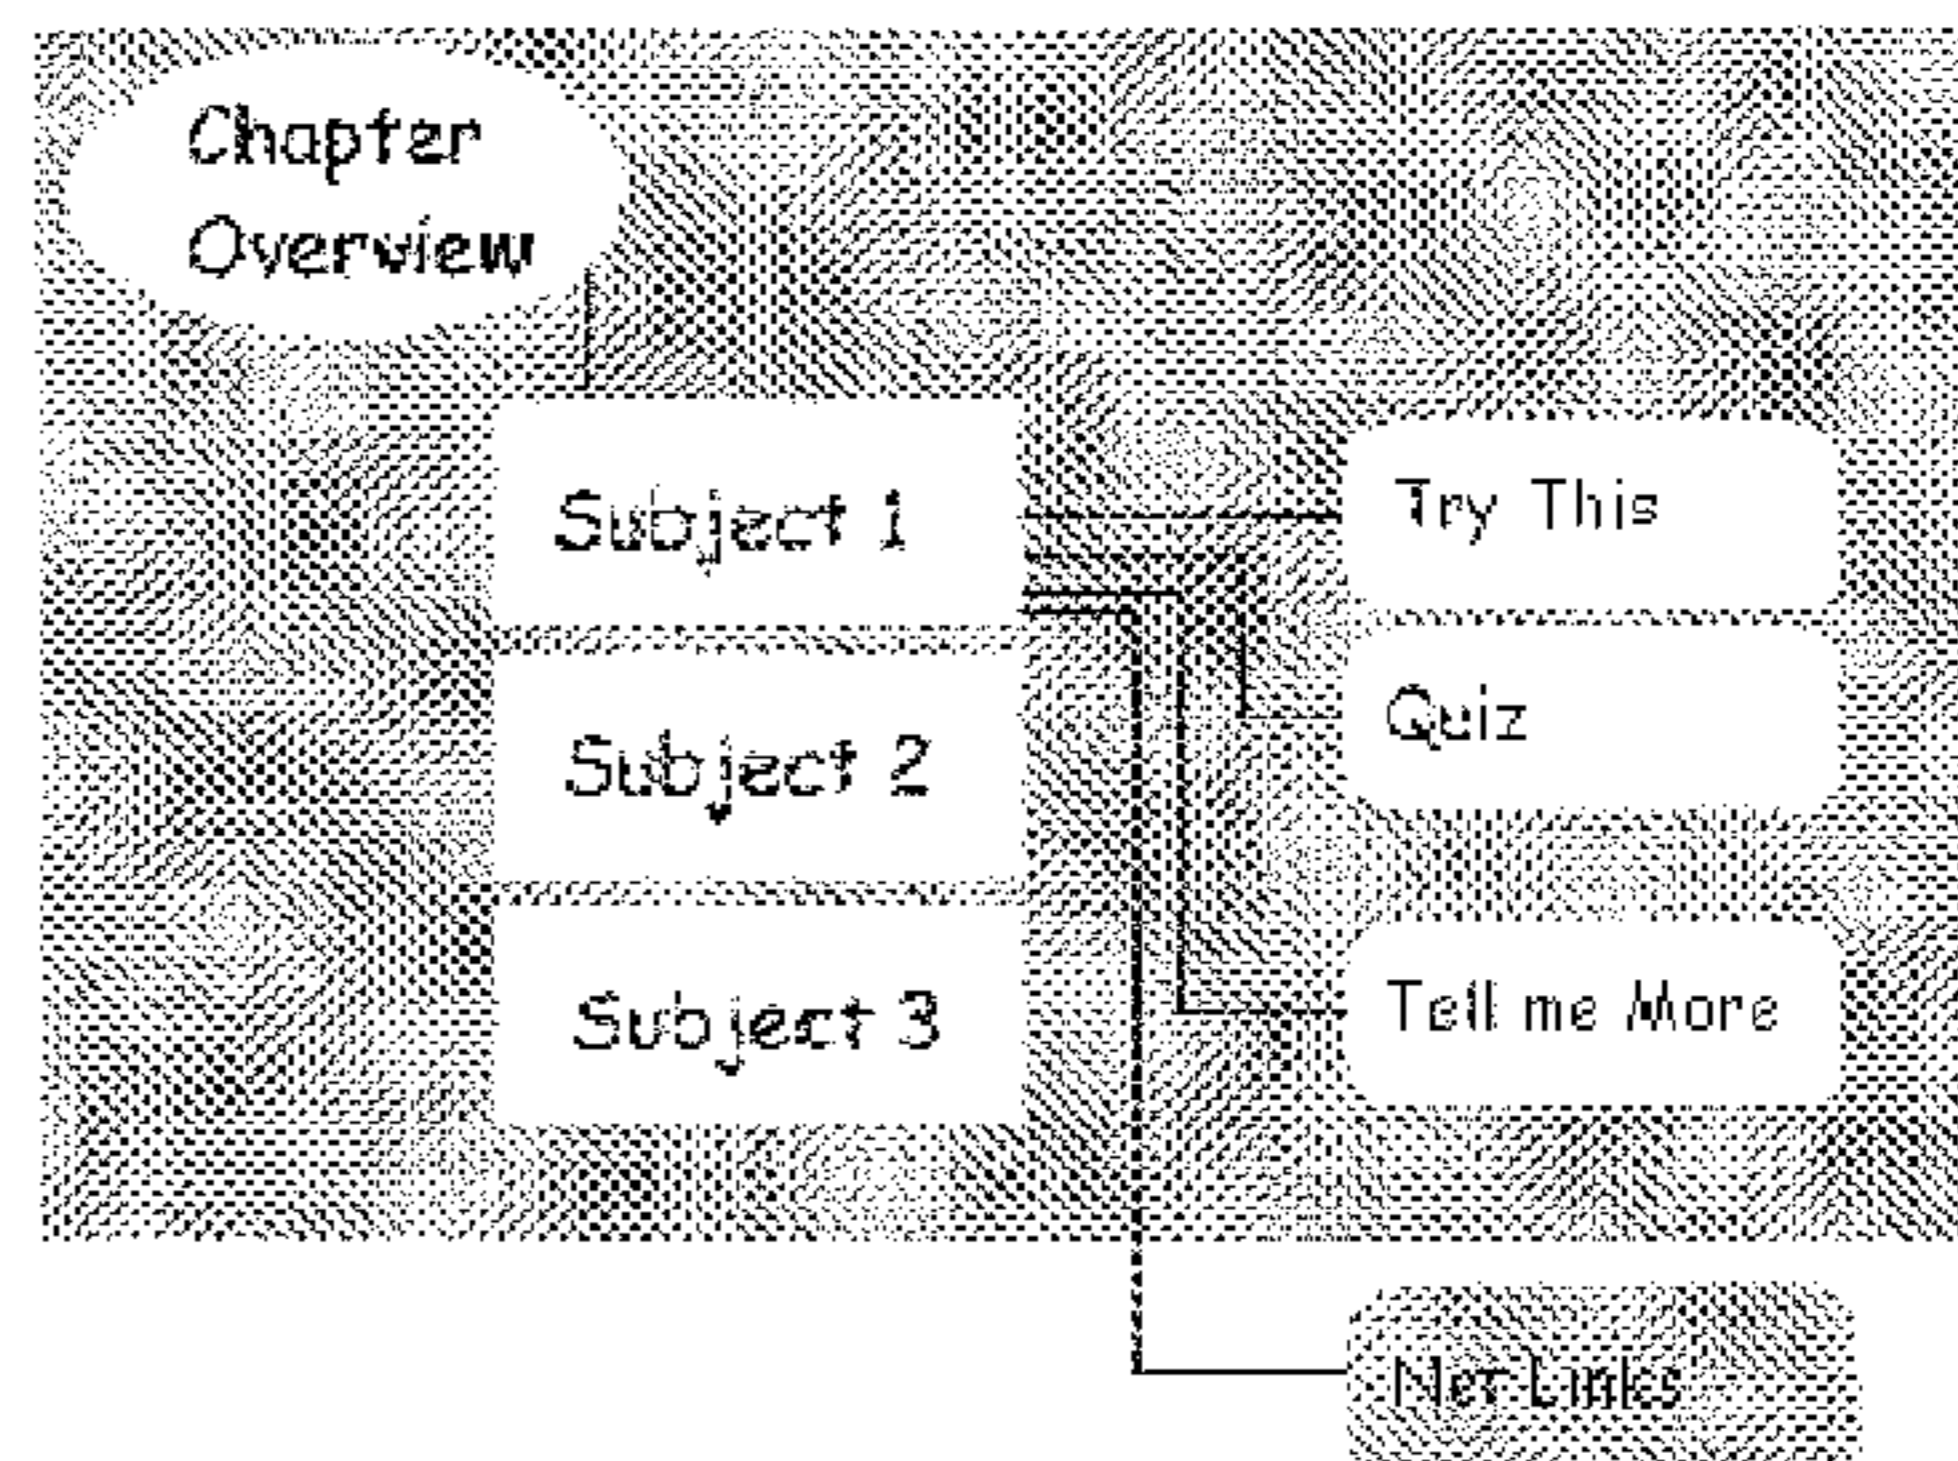 Chapter
Overview
Subject 1
Try This
Subject 2
Quiz
Subject 3
Tell me More
Net Links